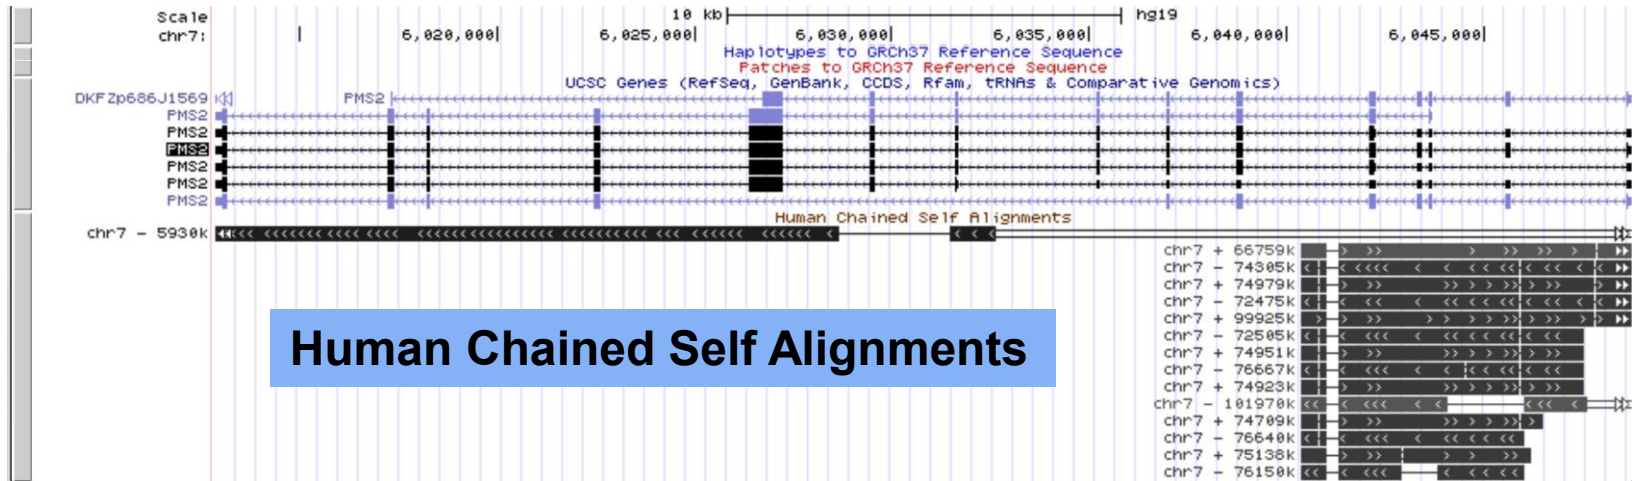 Scale 10 kb hg19
chr7: 6,020,000 6,025,000 6,030,000 6,035,000 6,040,000 6,045,000
Haplotypes to GRCh37 Reference Sequence
Patches to GRCh37 Reference Sequence
UCSC Genes (RefSeq, GenBank, CCDS, Rfam, tRNAs & Comparative Genomics)
DKFZp686J1569 PMS2
PMS2
PMS2
PMS2
PMS2
PMS2
PMS2
Human Chained Self Alignments
chr7 - 5930k
chr7 + 66759k
chr7 - 74305k
chr7 + 74979k
chr7 - 72475k
chr7 + 99925k
chr7 - 72505k
chr7 + 74951k
chr7 - 76667k
chr7 + 74923k
chr7 - 101970k
chr7 + 74709k
chr7 - 76640k
chr7 + 75138k
chr7 - 76150k
Human Chained Self Alignments